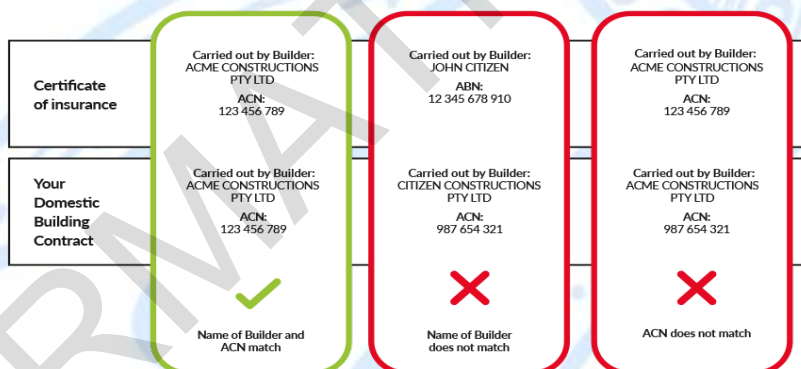 Certificate
of insurance
Carried out by Builder:
ACME CONSTRUCTIONS
PTY LTD
ACN:
123 456 789
Carried out by Builder:
JOHN CITIZEN
ABN:
12 345 678 910
Carried out by Builder:
ACME CONSTRUCTIONS
PTY LTD
ACN:
123 456 789
Your
Domestic
Building
Contract
Carried out by Builder:
ACME CONSTRUCTIONS
PTY LTD
ACN:
123 456 789
Carried out by Builder:
CITIZEN CONSTRUCTIONS
PTY LTD
ACN:
987 654 321
Carried out by Builder:
ACME CONSTRUCTIONS
PTY LTD
ACN:
987 654 321
Name of Builder and
ACN match
Name of Builder
does not match
ACN does not match